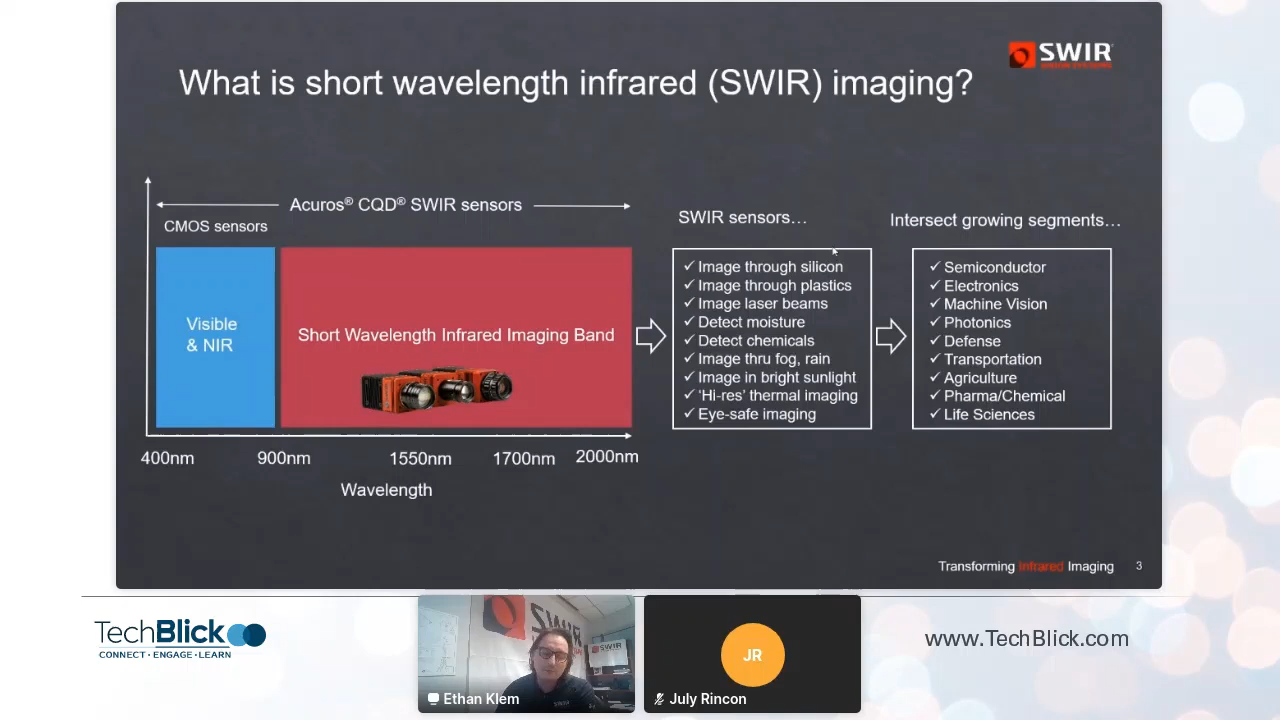 SWIR
VISION SYSTEMS
What is short wavelength infrared (SWIR) imaging?
Acuros® CQD® SWIR sensors
CMOS sensors
Visible
& NIR
Short Wavelength Infrared Imaging Band
400nm
900nm
1550nm
1700nm
2000nm
Wavelength
SWIR sensors…
✓ Image through silicon
✓ Image through plastics
✓ Image laser beams
✓ Detect moisture
✓ Detect chemicals
✓ Image thru fog, rain
✓ Image in bright sunlight
✓ ‘Hi-res’ thermal imaging
✓ Eye-safe imaging
Intersect growing segments…
✓ Semiconductor
✓ Electronics
✓ Machine Vision
✓ Photonics
✓ Defense
✓ Transportation
✓ Agriculture
✓ Pharma/Chemical
✓ Life Sciences
Transforming Infrared Imaging
3
TechBlick
CONNECT · ENGAGE · LEARN
SWIR
SWIR
Ethan Klem
JR
July Rincon
www.TechBlick.com